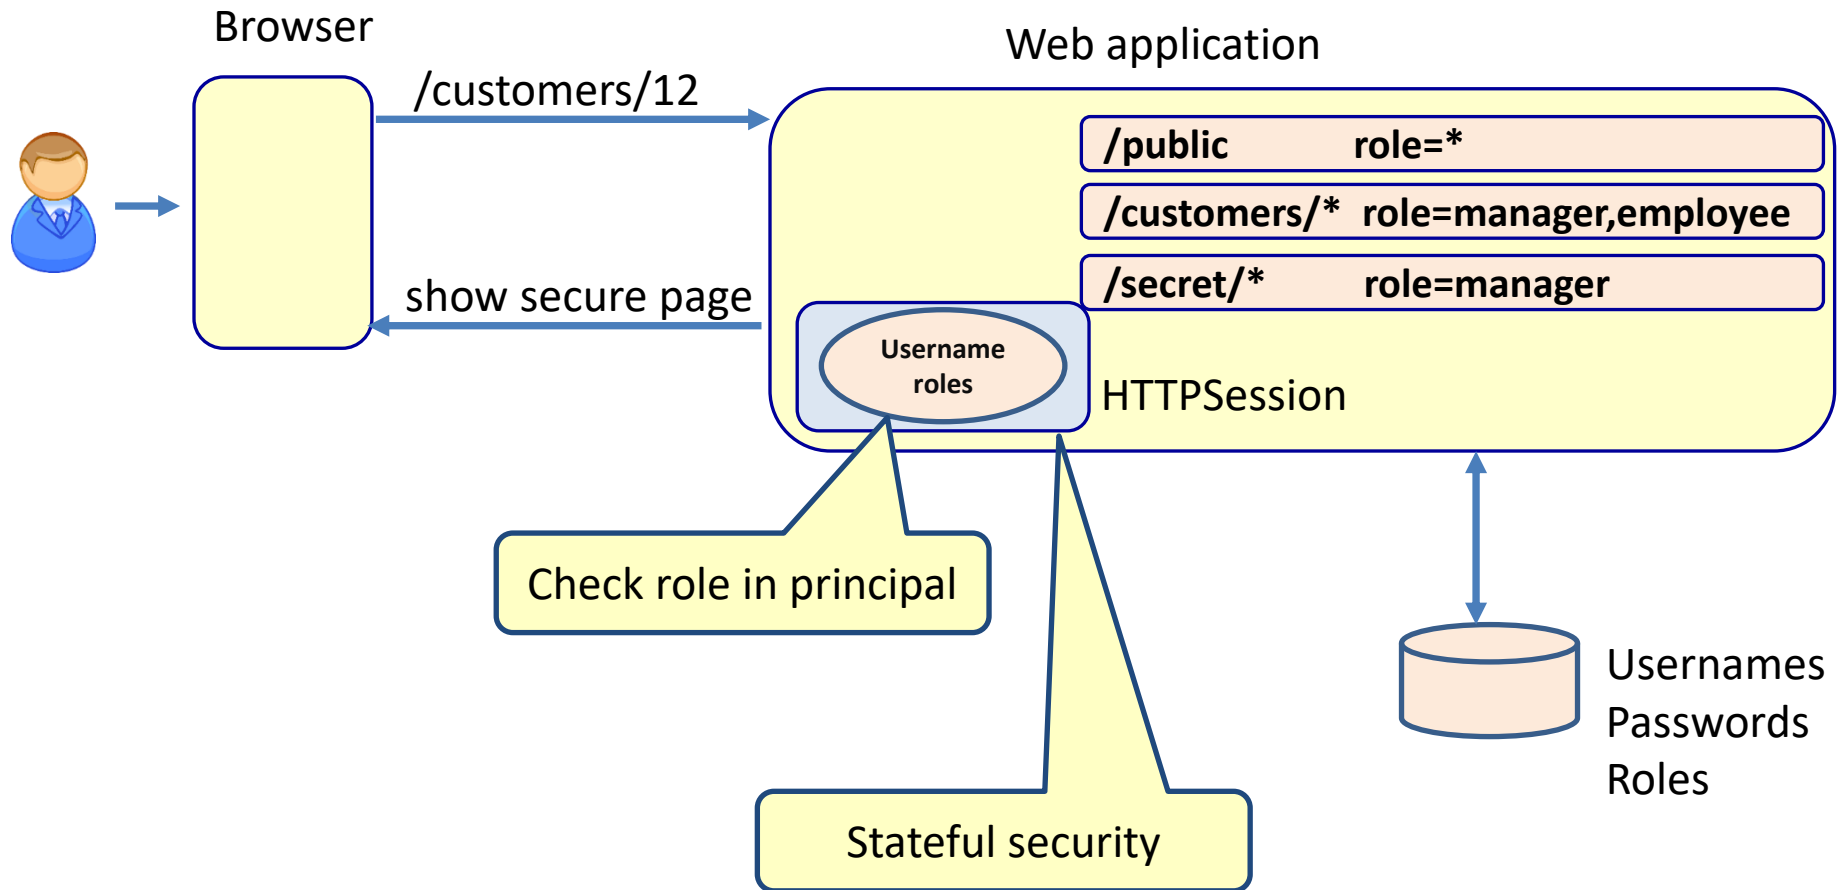 Browser
Web application
/customers/12
/public role=*
/customers/* role=manager,employee
/secret/* role=manager
show secure page
Username
roles
HTTPSession
Check role in principal
Usernames
Passwords
Roles
Stateful security